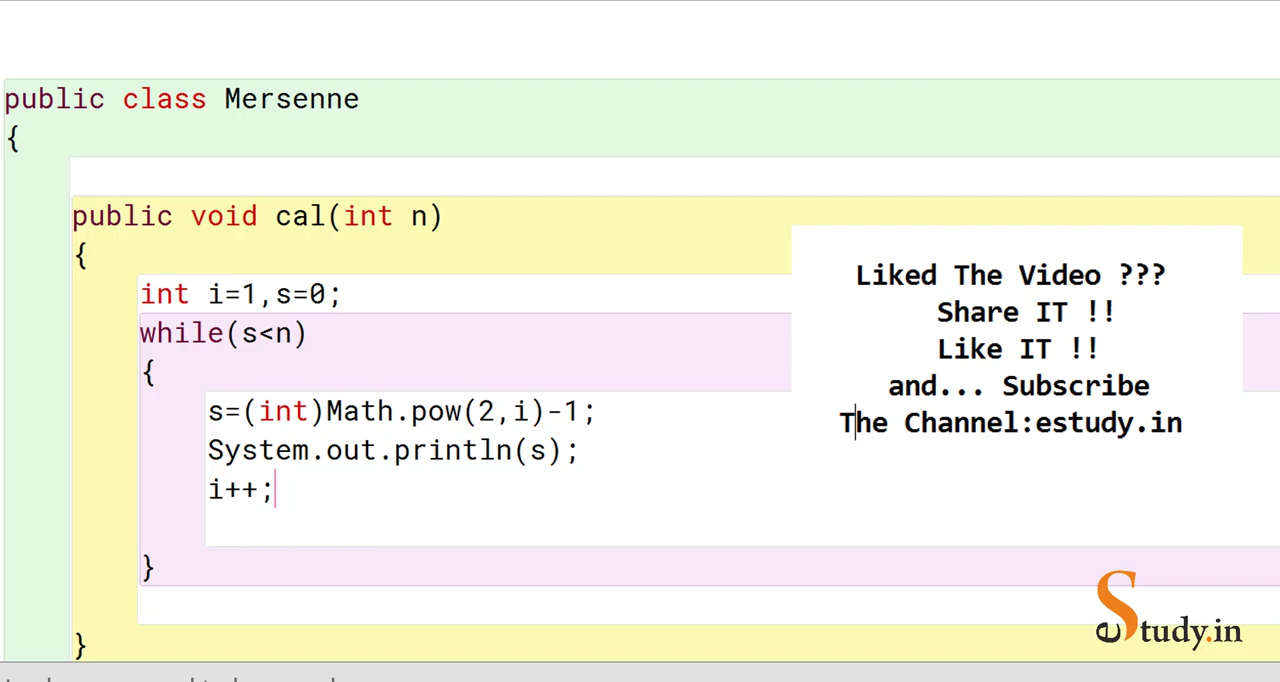 public class Mersenne
{
public void cal(int n)
{
int i=1,s=0;
while(s<n)
{
s=(int)Math.pow(2,i)-1;
System.out.println(s);
i++;
}
}
Liked The Video ???
Share IT !!
Like IT !!
and... Subscribe
The Channel:estudy.in
eStudy.in